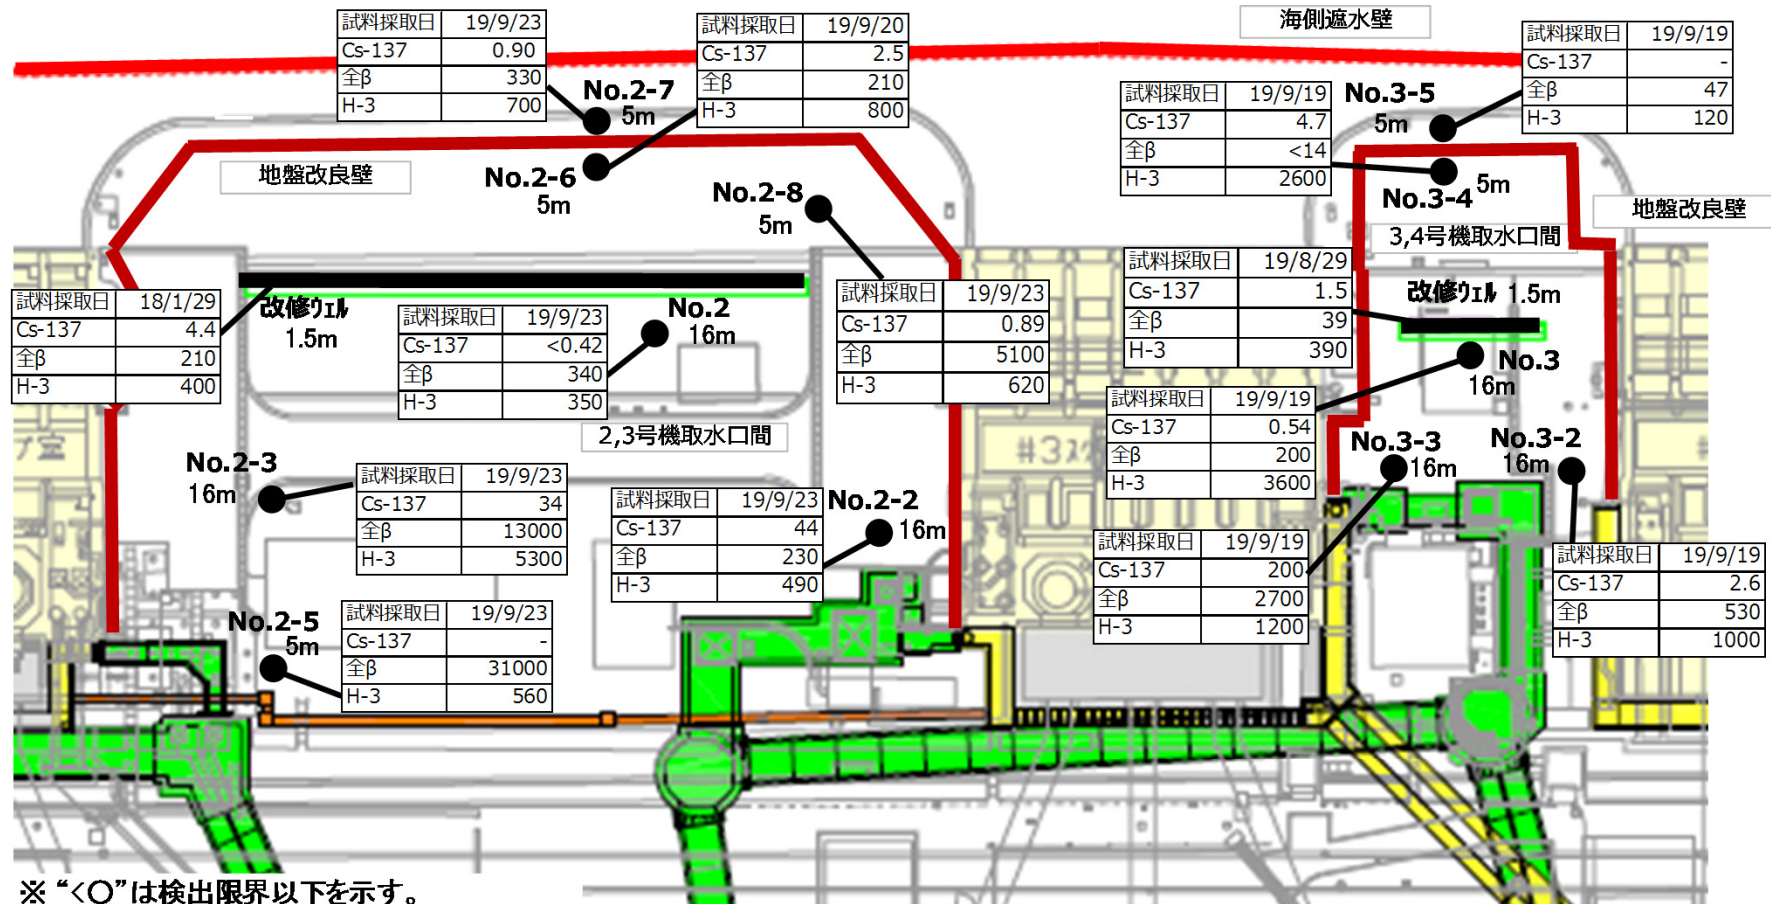 海側遮水壁
試料採取日 19/9/23
Cs-137 0.90
全β 330
H-3 700
No.2-7
5m
試料採取日 19/9/20
Cs-137 2.5
全β 210
H-3 800
No.2-6
5m
試料採取日 19/9/19
Cs-137 -
全β 47
H-3 120
No.3-5
5m
試料採取日 19/9/19
Cs-137 4.7
全β <14
H-3 2600
No.3-4
5m
地盤改良壁
地盤改良壁
3,4号機取水口間
No.2-8
5m
試料採取日 19/9/23
Cs-137 0.89
全β 5100
H-3 620
試料採取日 18/1/29
Cs-137 4.4
全β 210
H-3 400
改修ウェル
1.5m
試料採取日 19/9/23
Cs-137 <0.42
全β 340
H-3 350
No.2
16m
2,3号機取水口間
試料採取日 19/8/29
Cs-137 1.5
全β 39
H-3 390
改修ウェル 1.5m
試料採取日 19/9/19
Cs-137 0.54
全β 200
H-3 3600
No.3
16m
No.2-3
16m
試料採取日 19/9/23
Cs-137 34
全β 13000
H-3 5300
試料採取日 19/9/23
Cs-137 44
全β 230
H-3 490
No.2-2
16m
No.3-3
16m
試料採取日 19/9/19
Cs-137 200
全β 2700
H-3 1200
No.3-2
16m
試料採取日 19/9/19
Cs-137 2.6
全β 530
H-3 1000
No.2-5
5m
試料採取日 19/9/23
Cs-137 -
全β 31000
H-3 560
※ “<○”は検出限界以下を示す。